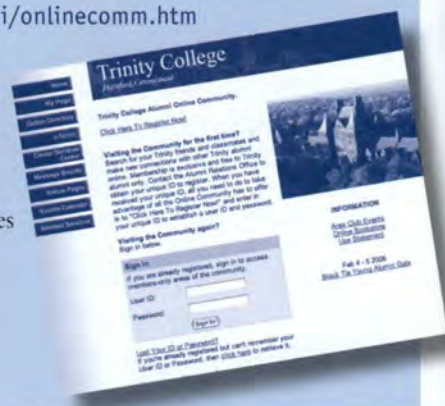 i/onlinecomm.htm
es
Trinity College
Hartford, Connecticut
Home
My Page
Online Directory
Career Services
Message Boards
Yellow Pages
Events Calendar
Member Services
Trinity College Alumni Online Community.
Click Here To Register Now!
Visiting the Community for the first time?
Search for your Trinity friends and classmates and
make new connections with other Trinity alumni
online. Membership is exclusive and free to Trinity
alumni only. Contact the Alumni Relations Office to
obtain your unique ID to register. When you have
received your unique ID, all you need to do to take
advantage of all the Online Community has to offer
is to "Click Here To Register Now!" and enter in
your unique ID to establish a user ID and password.
Visiting the Community again?
Sign in below.
Sign In
If you are already registered, sign in to access
members-only areas of the community.
User ID:
Password:
Sign In
Lost Your ID or Password?
If you're already registered but can't remember your
User ID or Password, then click here to retrieve it.
INFORMATION
Area Club Events
Online Bookstore
Use Statement
Feb 4 - 5 2006
Black Tie Young Alumni Gala